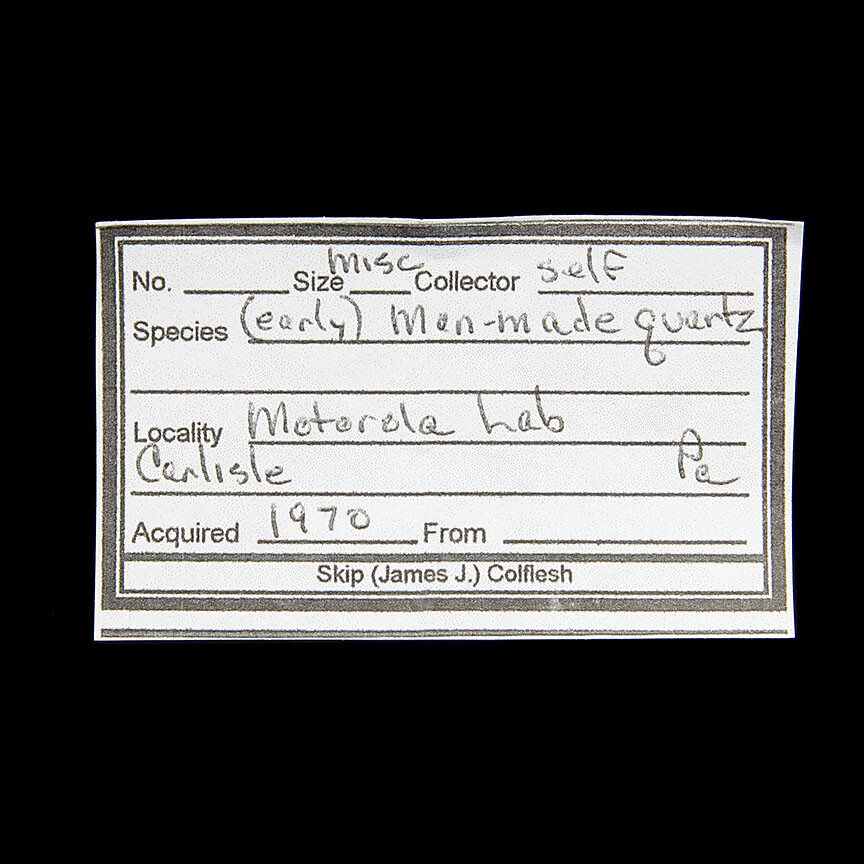 No. Size misc Collector self
Species (early) Man-made quartz
Locality Motorola Lab
Carlisle Pa
Acquired 1970 From
Skip (James J.) Colflesh